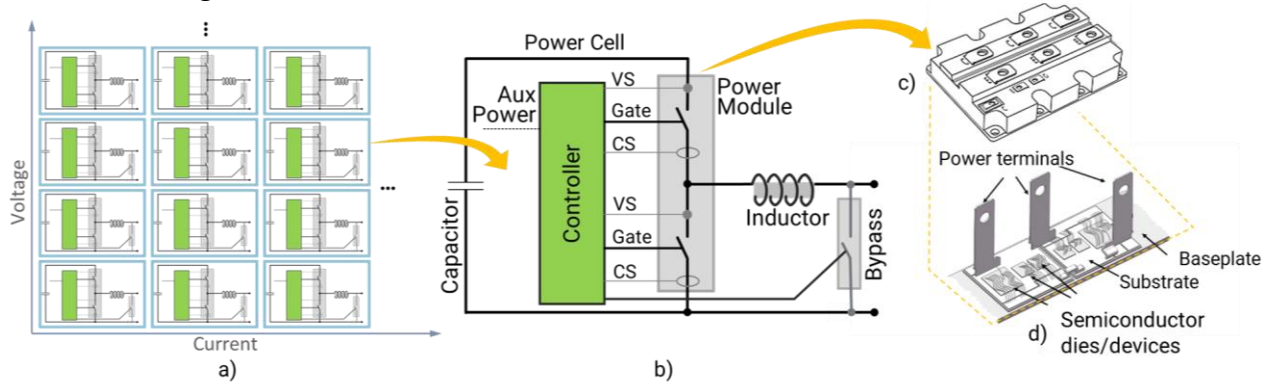 ...
Voltage
...
Current
a)
Power Cell
Aux
Power
Controller
Capacitor
VS
Gate
CS
VS
Gate
CS
Power
Module
Inductor
Bypass
b)
c)
Power terminals
Baseplate
Substrate
Semiconductor
dies/devices
d)